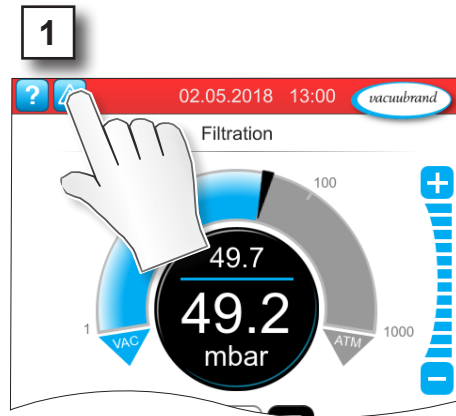 1
? 02.05.2018 13:00 vacuubrand
Filtration
100
49.7
49.2
mbar
1 1000
VAC ATM